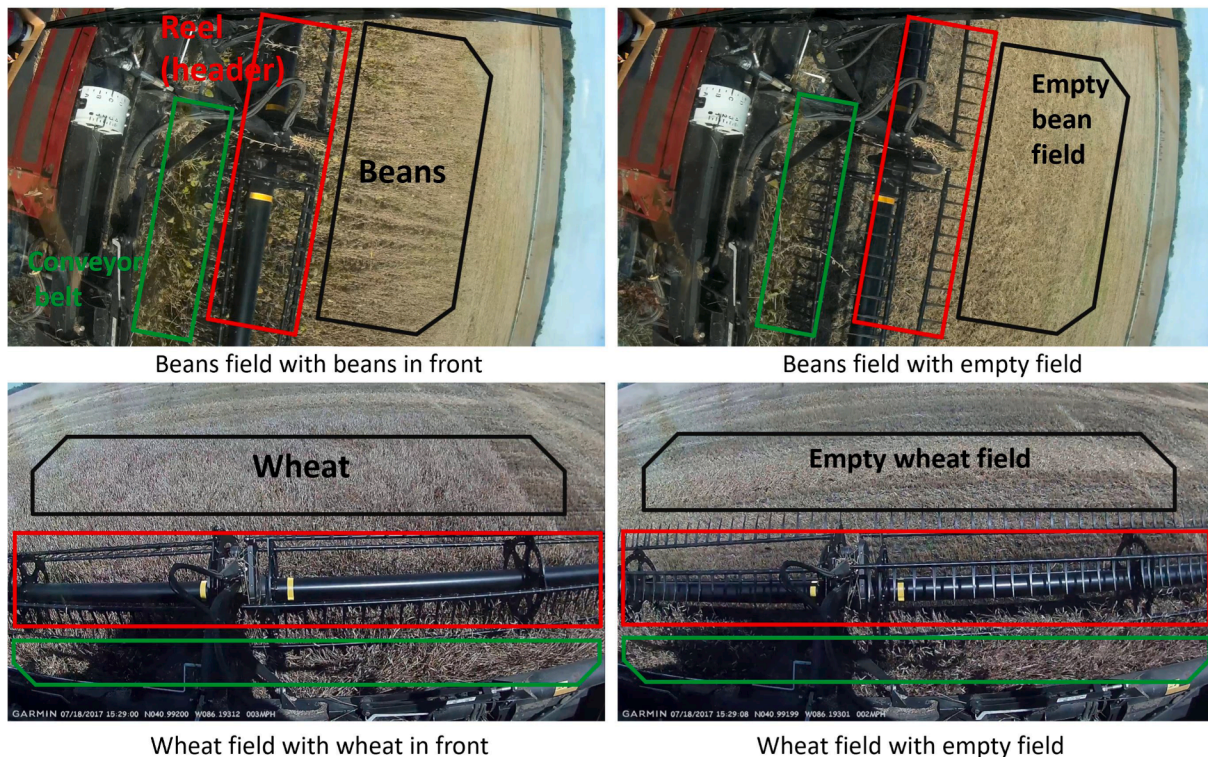 Reel
(header)
Beans
Conveyor
belt
Empty
bean
field
Beans field with beans in front
Beans field with empty field
Wheat
Empty wheat field
GARMIN 07/18/2017 15:29:00 N040.99200 W086.19312 003MPH
GARMIN 07/18/2017 15:29:08 N040.99199 W086.19301 002MPH
Wheat field with wheat in front
Wheat field with empty field